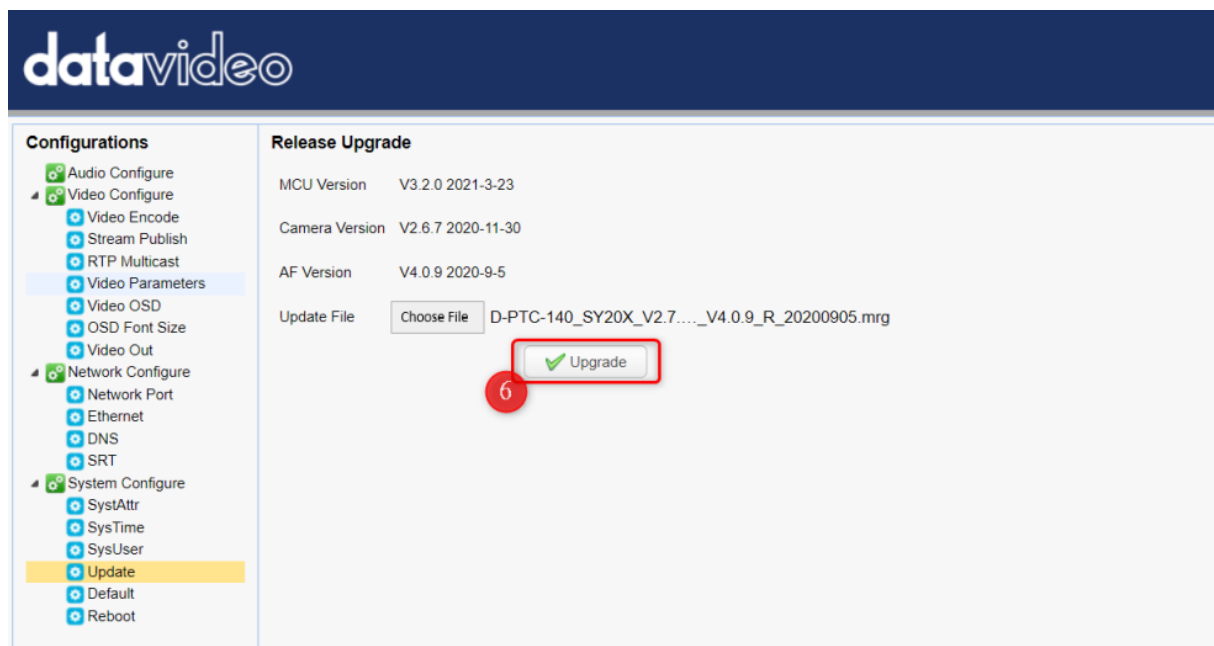 datavideo
Configurations
Audio Configure
Video Configure
Video Encode
Stream Publish
RTP Multicast
Video Parameters
Video OSD
OSD Font Size
Video Out
Network Configure
Network Port
Ethernet
DNS
SRT
System Configure
SystAttr
SysTime
SysUser
Update
Default
Reboot
Release Upgrade
MCU Version V3.2.0 2021-3-23
Camera Version V2.6.7 2020-11-30
AF Version V4.0.9 2020-9-5
Update File Choose File D-PTC-140_SY20X_V2.7...._V4.0.9_R_20200905.mrg
Upgrade
6